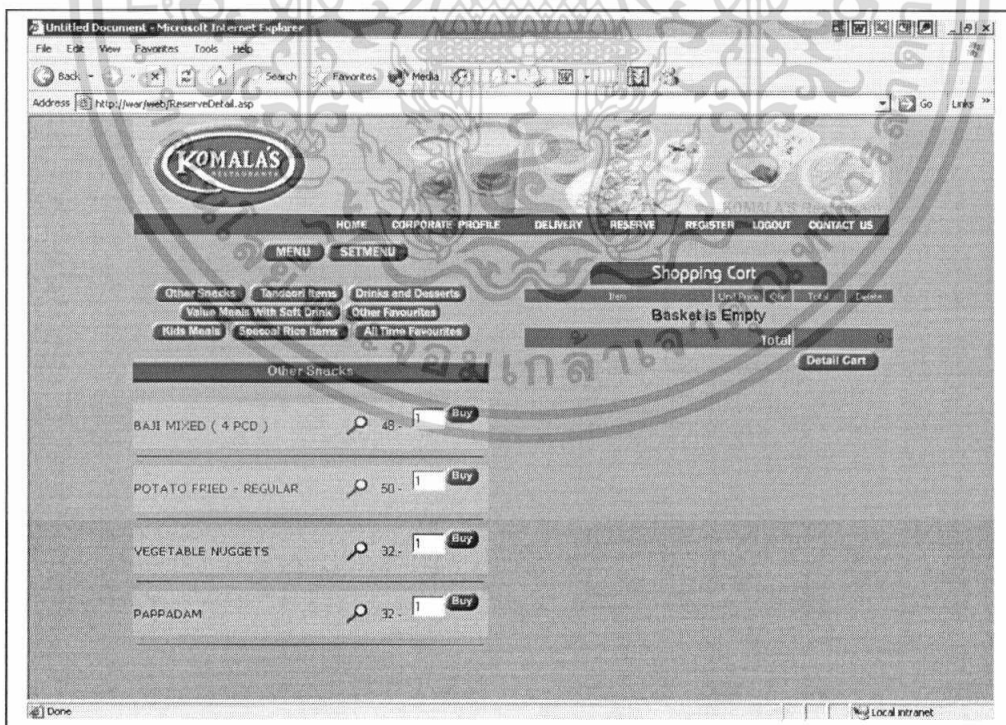 Untitled Document - Microsoft Internet Explorer
File Edit View Favorites Tools Help
Back Search Favorites Media
Address http://war/web/ReserveDetail.asp Go Links »
KOMALA'S
RESTAURANTS
KOMALA'S Restaurant
HOME CORPORATE PROFILE DELIVERY RESERVE REGISTER LOGOUT CONTACT US
MENU SETMENU
Shopping Cart
Other Snacks Tandoori Items Drinks and Desserts
Item Unit Price Qty Total Delete
Value Meals With Soft Drink Other Favourites
Basket is Empty
Kids Meals Specoal Rice Items All Time Favourites
Total 0.-
Detail Cart
Other Snacks
BAJI MIXED ( 4 PCD ) 48.- 1 Buy
POTATO FRIED - REGULAR 50.- 1 Buy
VEGETABLE NUGGETS 32.- 1 Buy
PAPPADAM 32.- 1 Buy
Done Local intranet